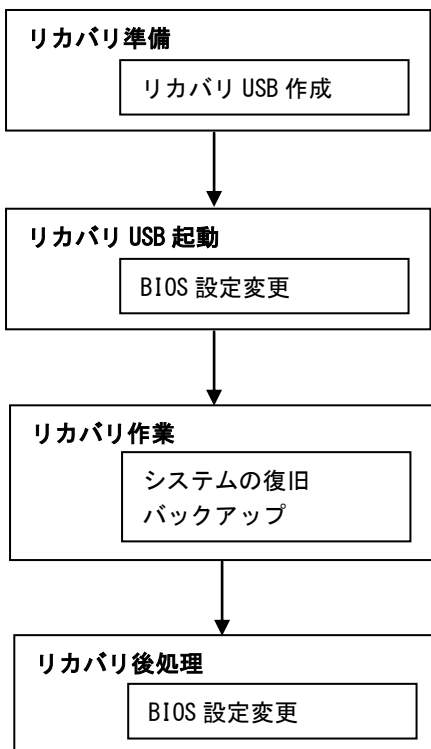 リカバリ準備
リカバリ USB 作成
リカバリ USB 起動
BIOS 設定変更
リカバリ作業
システムの復旧
バックアップ
リカバリ後処理
BIOS 設定変更